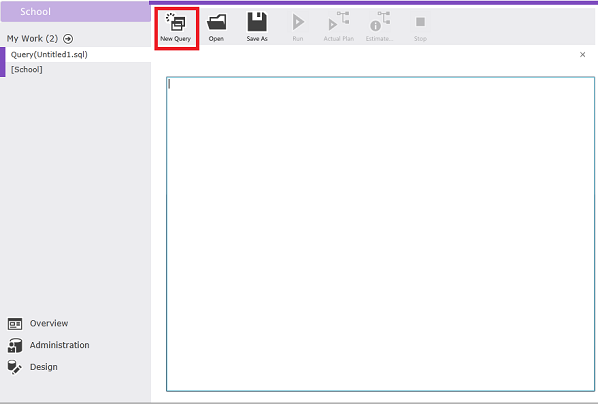 School
My Work (2)
Query(Untitled1.sql)
[School]
New Query
Open
Save As
Run
Actual Plan
Estimate...
Stop
Overview
Administration
Design